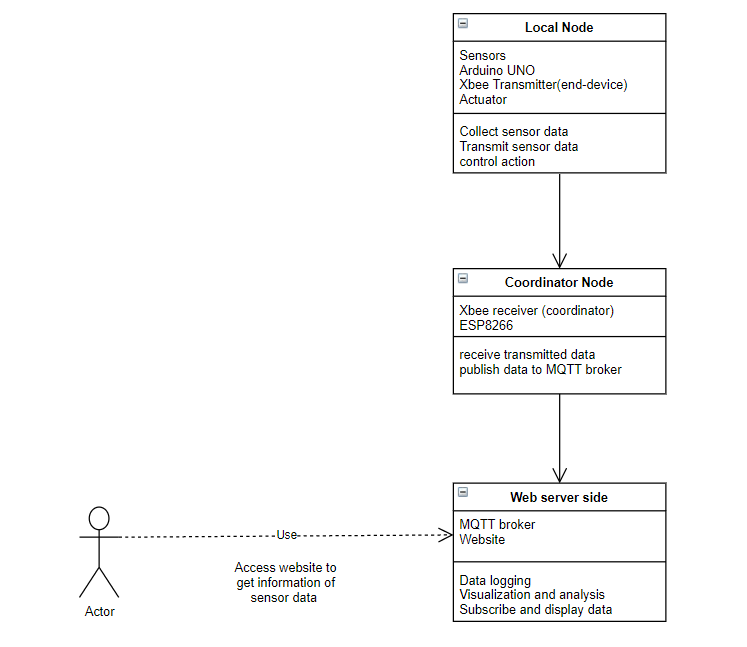 Local Node
Sensors
Arduino UNO
Xbee Transmitter(end-device)
Actuator
Collect sensor data
Transmit sensor data
control action
Coordinator Node
Xbee receiver (coordinator)
ESP8266
receive transmitted data
publish data to MQTT broker
Web server side
MQTT broker
Website
Data logging
Visualization and analysis
Subscribe and display data
Use
Access website to
get information of
sensor data
Actor